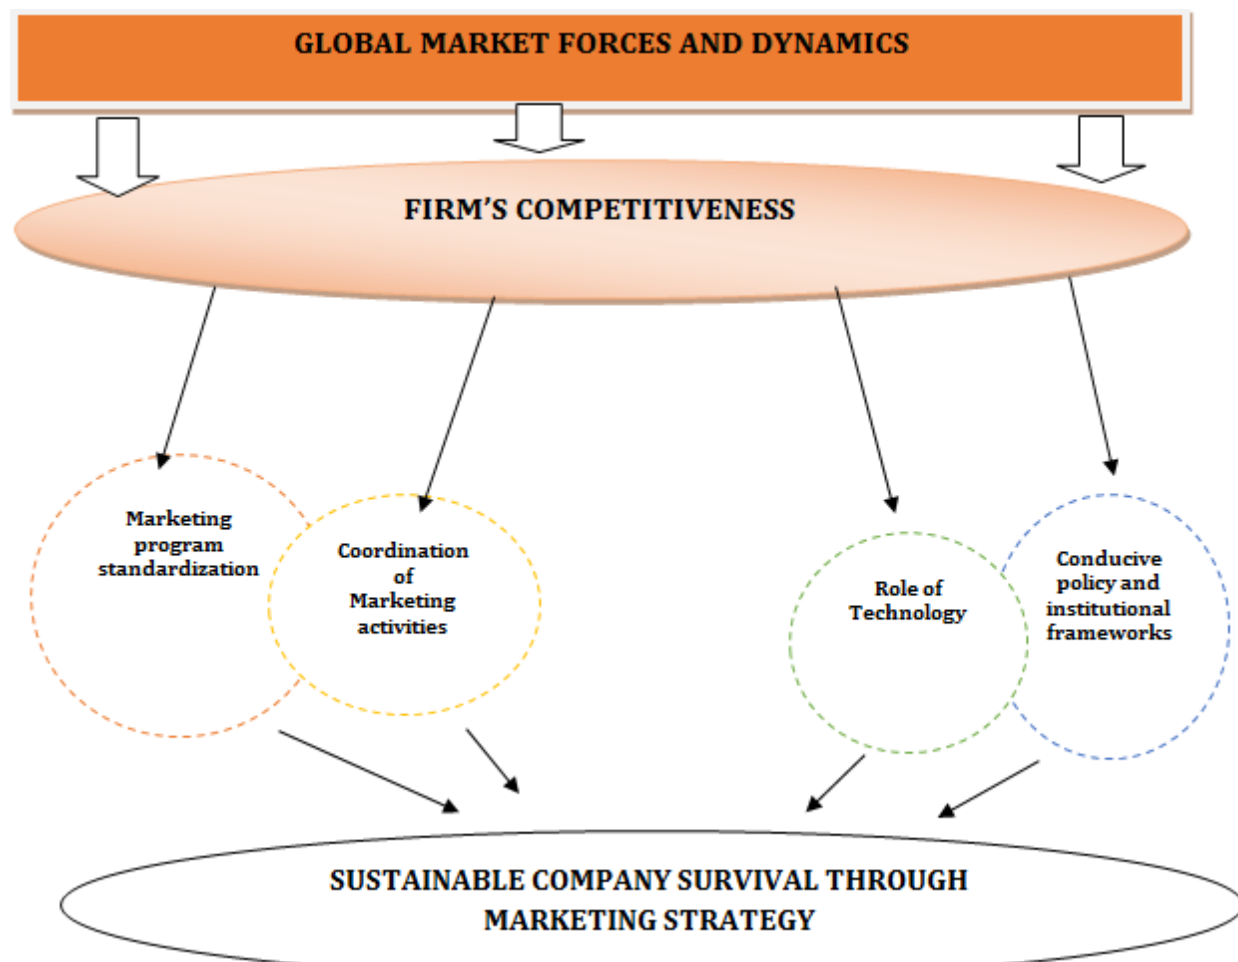 GLOBAL MARKET FORCES AND DYNAMICS
FIRM'S COMPETITIVENESS
Marketing
program
standardization
Coordination
of
Marketing
activities
Role of
Technology
Conducive
policy and
institutional
frameworks
SUSTAINABLE COMPANY SURVIVAL THROUGH
MARKETING STRATEGY